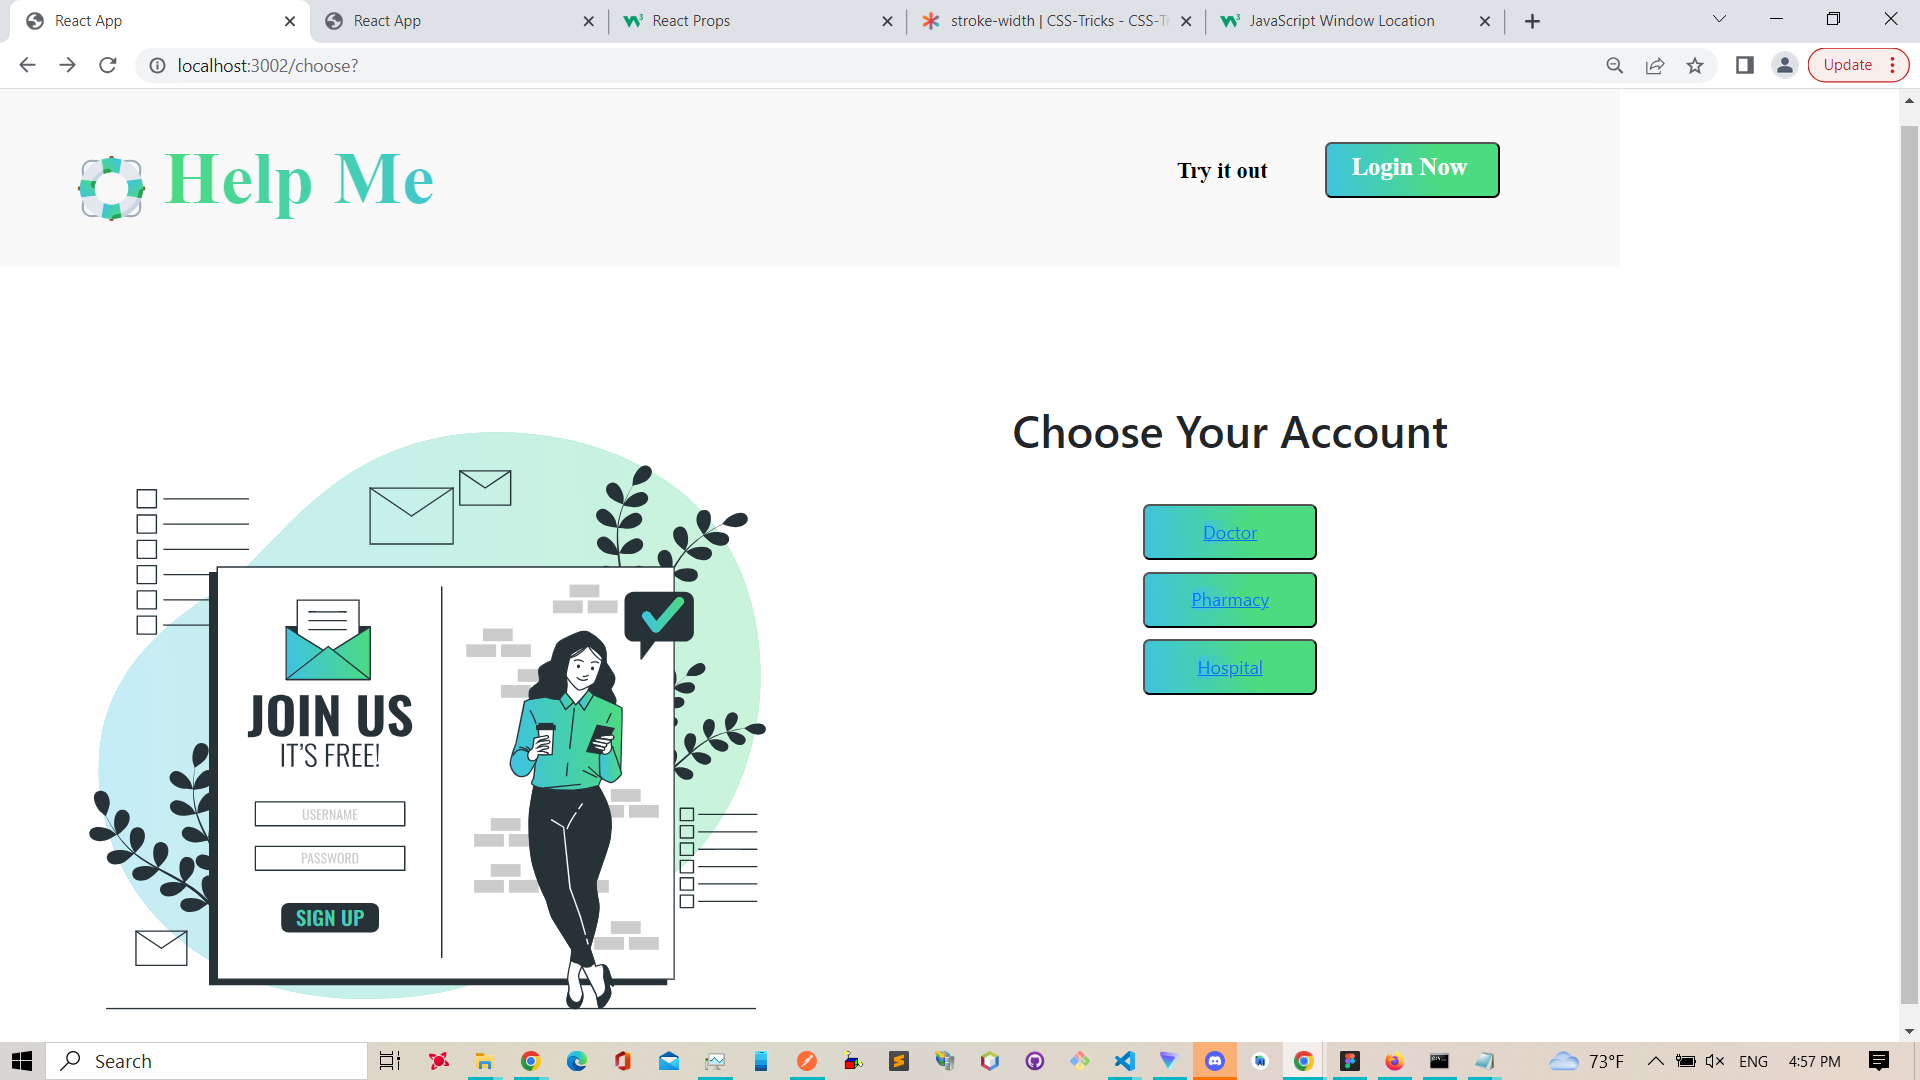 React App
React App
React Props
stroke-width | CSS-Tricks - CSS-Tr
JavaScript Window Location
localhost:3002/choose?
Update
Help Me
Try it out
Login Now
Choose Your Account
Doctor
Pharmacy
Hospital
JOIN US
IT'S FREE!
USERNAME
PASSWORD
SIGN UP
Search
73°F
ENG
4:57 PM